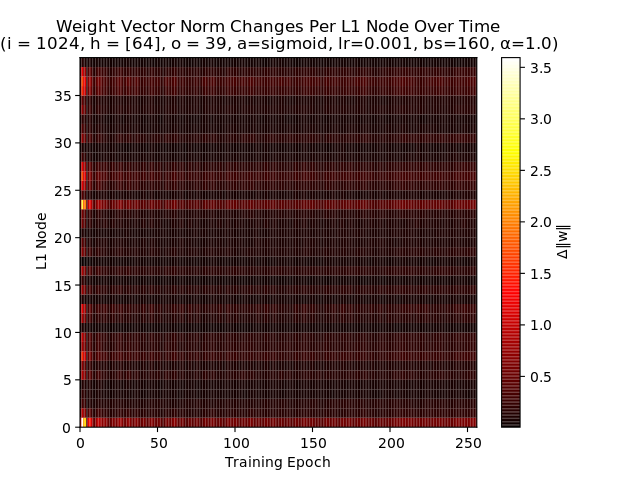 Weight Vector Norm Changes Per L1 Node Over Time
(i = 1024, h = [64], o = 39, a=sigmoid, lr=0.001, bs=160, α=1.0)
L1 Node
35
30
25
20
15
10
5
0
0 50 100 150 200 250
Training Epoch
3.5
3.0
2.5
2.0
1.5
1.0
0.5
Δ‖w‖